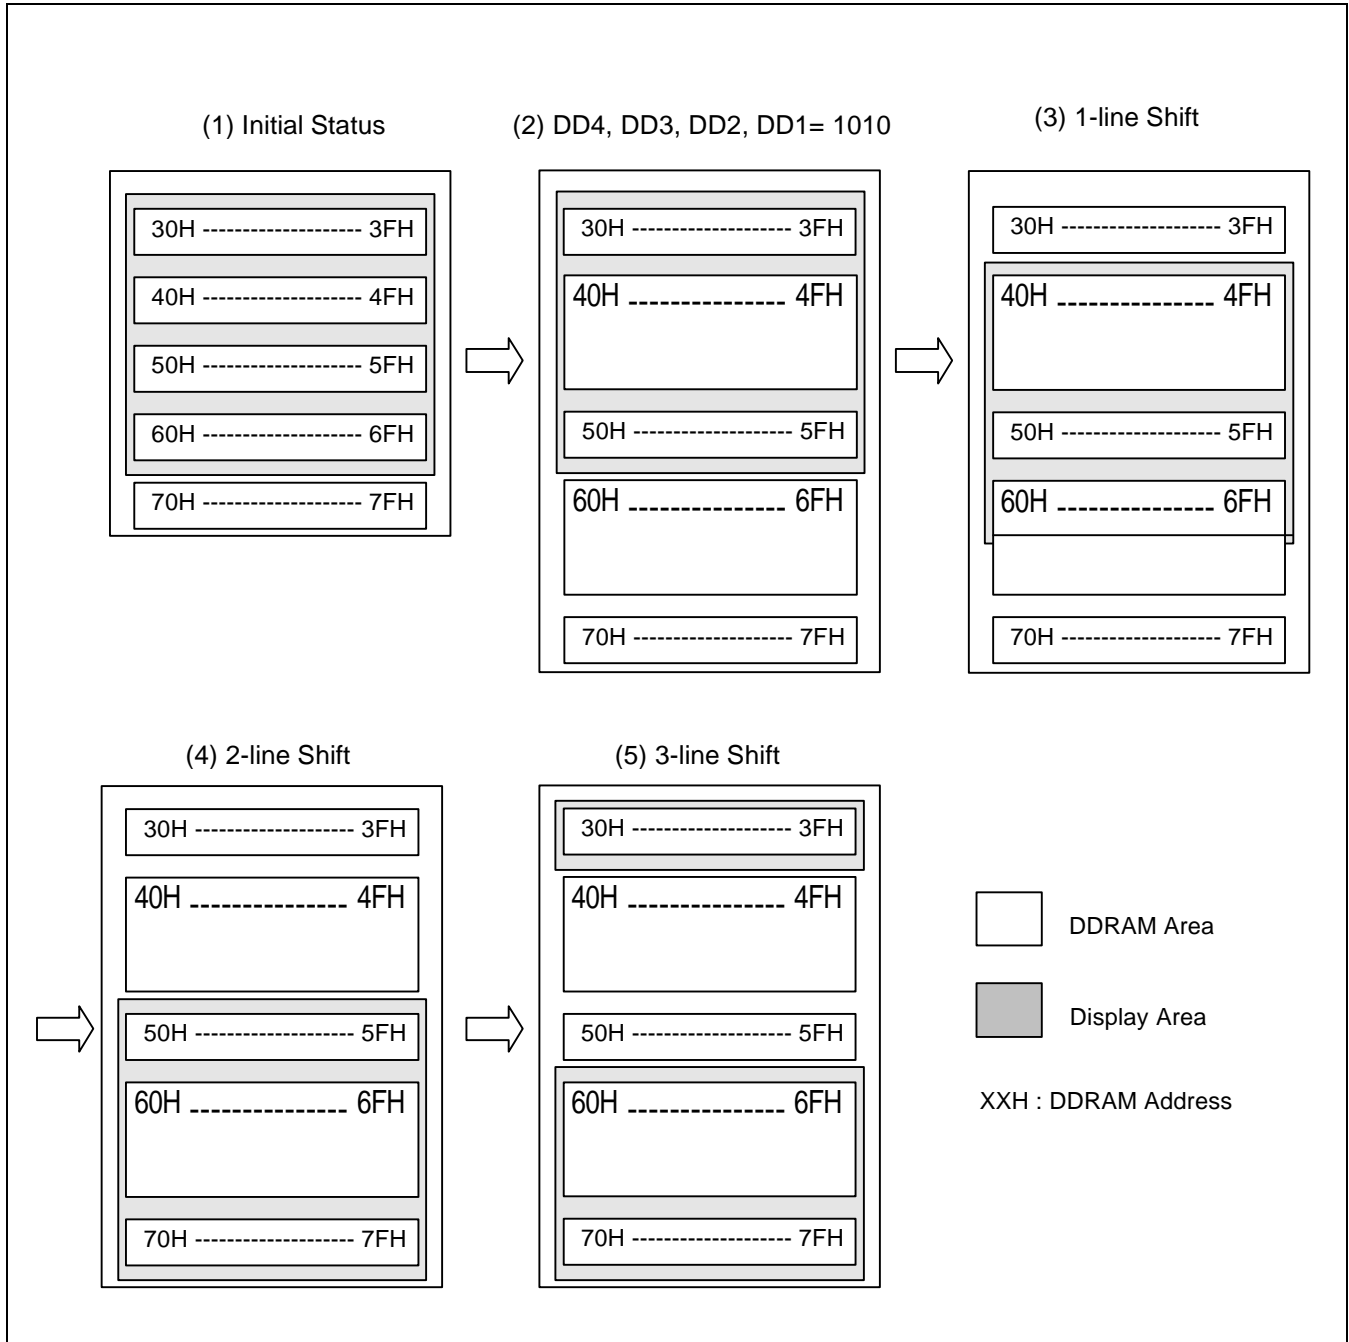 (1) Initial Status
30H -------------------- 3FH
40H -------------------- 4FH
50H -------------------- 5FH
60H -------------------- 6FH
70H -------------------- 7FH
(2) DD4, DD3, DD2, DD1= 1010
30H -------------------- 3FH
40H --------------- 4FH
50H -------------------- 5FH
60H --------------- 6FH
70H -------------------- 7FH
(3) 1-line Shift
30H -------------------- 3FH
40H --------------- 4FH
50H -------------------- 5FH
60H --------------- 6FH
70H -------------------- 7FH
(4) 2-line Shift
30H -------------------- 3FH
40H --------------- 4FH
50H -------------------- 5FH
60H --------------- 6FH
70H -------------------- 7FH
(5) 3-line Shift
30H -------------------- 3FH
40H --------------- 4FH
50H -------------------- 5FH
60H --------------- 6FH
70H -------------------- 7FH
DDRAM Area
Display Area
XXH : DDRAM Address